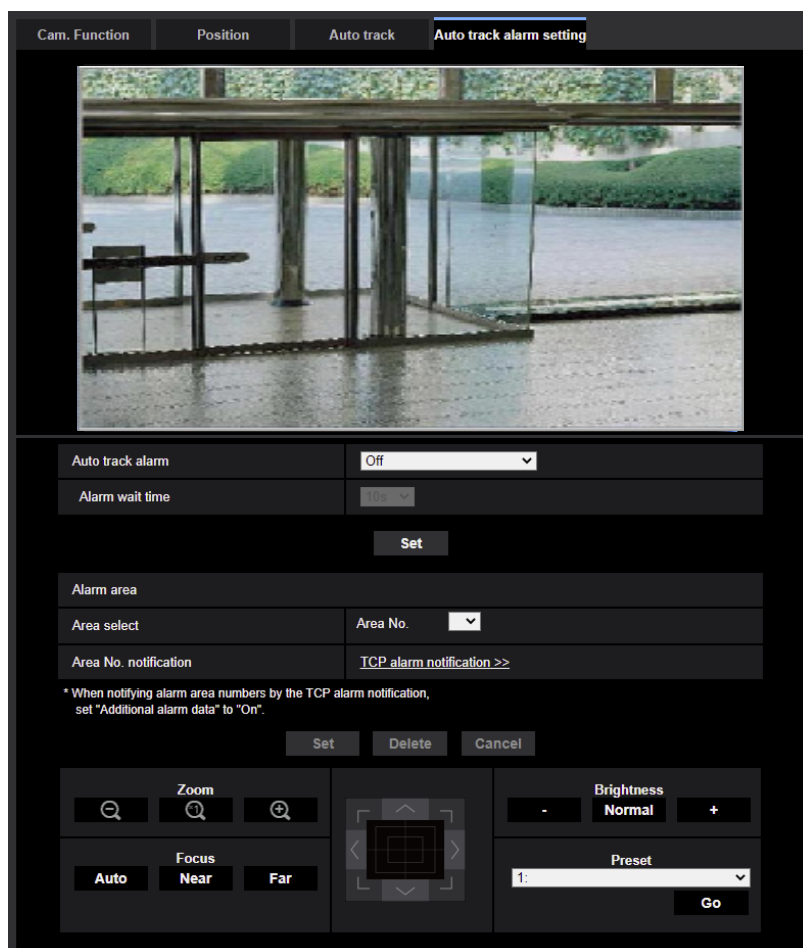 Cam. Function Position Auto track Auto track alarm setting
Auto track alarm Off
Alarm wait time 10s
Set
Alarm area
Area select Area No.
Area No. notification TCP alarm notification >>
* When notifying alarm area numbers by the TCP alarm notification,
set "Additional alarm data" to "On".
Set Delete Cancel
Zoom
x1
Focus
Auto Near Far
Brightness
- Normal +
Preset
1:
Go